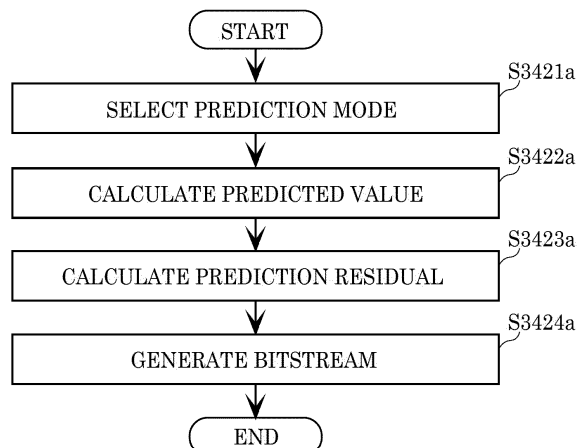 START
S3421a
SELECT PREDICTION MODE
S3422a
CALCULATE PREDICTED VALUE
S3423a
CALCULATE PREDICTION RESIDUAL
S3424a
GENERATE BITSTREAM
END